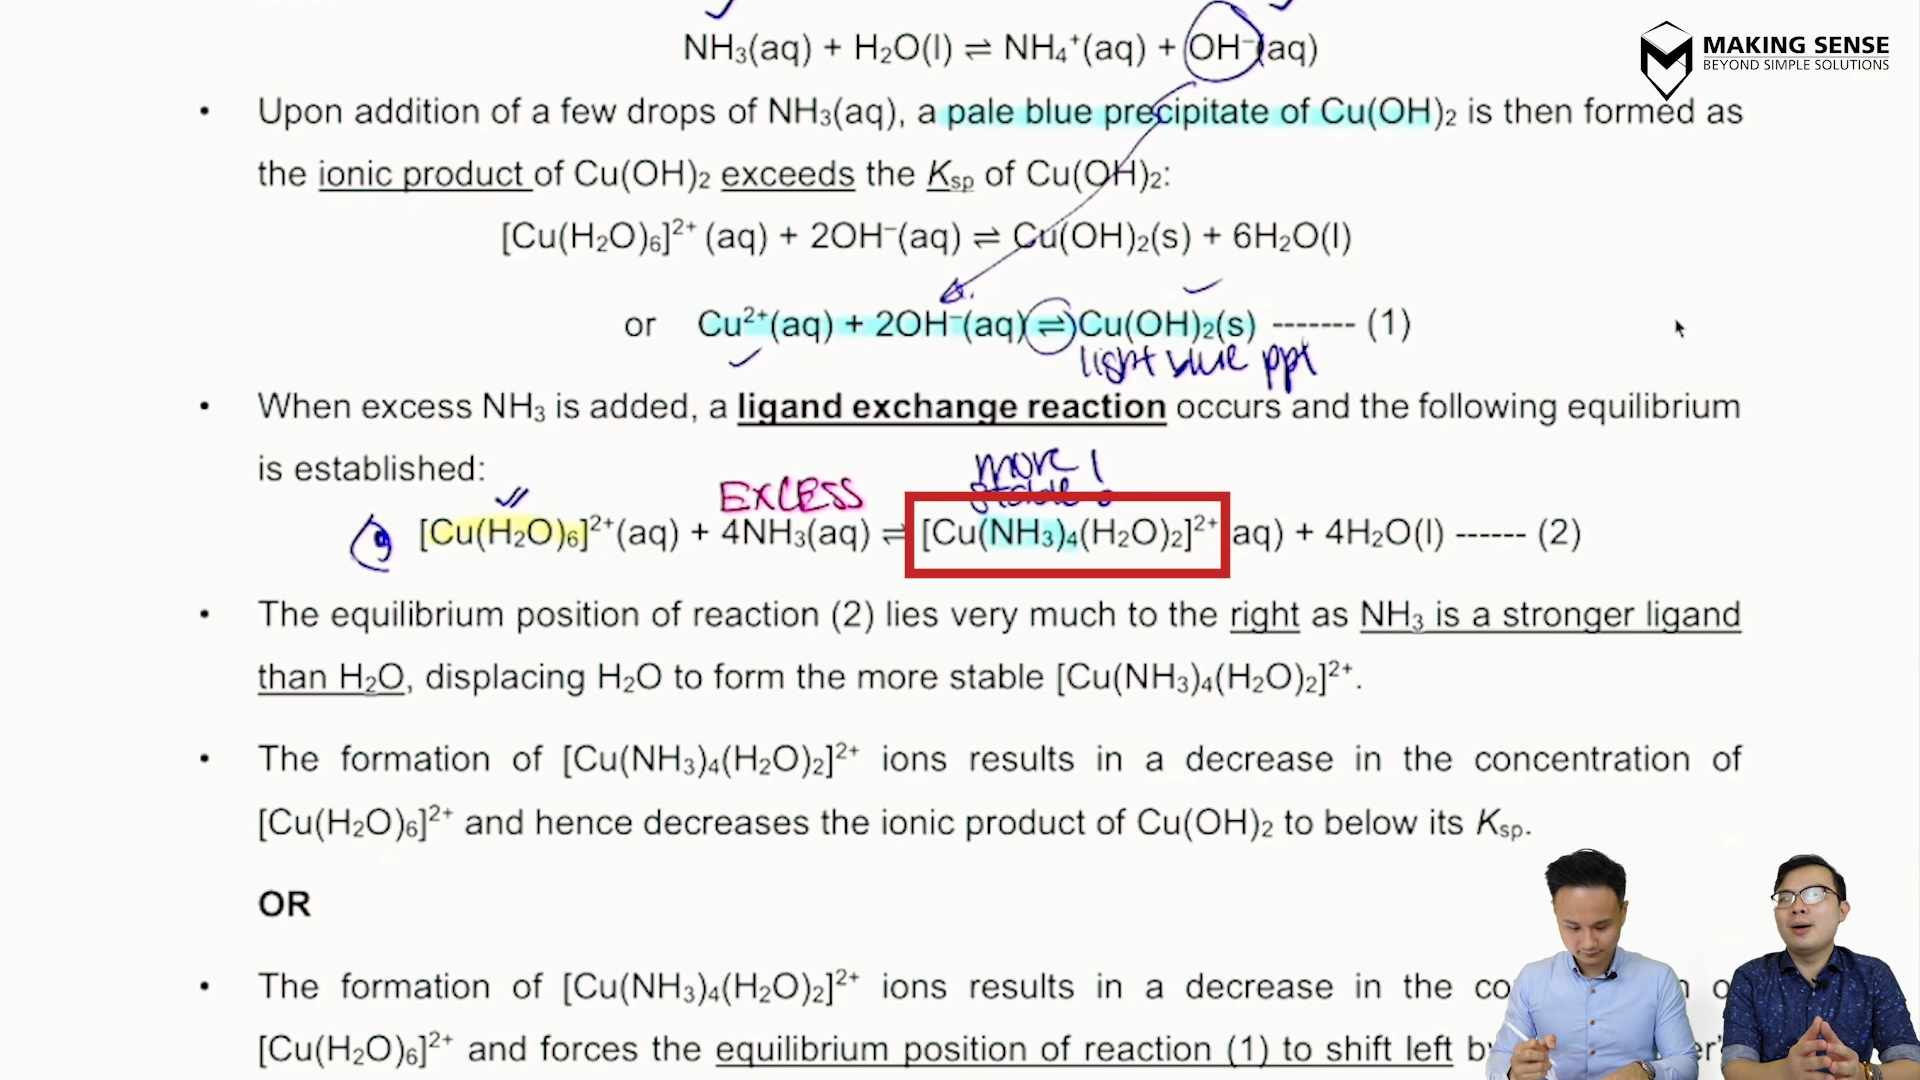 MAKING SENSE
BEYOND SIMPLE SOLUTIONS
NH₃(aq) + H₂O(l) ⇌ NH₄⁺(aq) + OH⁻(aq)
• Upon addition of a few drops of NH₃(aq), a pale blue precipitate of Cu(OH)₂ is then formed as
the ionic product of Cu(OH)₂ exceeds the Kₛₚ of Cu(OH)₂:
[Cu(H₂O)₆]²⁺ (aq) + 2OH⁻(aq) ⇌ Cu(OH)₂(s) + 6H₂O(l)
or Cu²⁺(aq) + 2OH⁻(aq) ⇌ Cu(OH)₂(s) ------- (1)
light blue ppt
• When excess NH₃ is added, a ligand exchange reaction occurs and the following equilibrium
is established:
more
stable !
EXCESS
[Cu(H₂O)₆]²⁺(aq) + 4NH₃(aq) ⇌ [Cu(NH₃)₄(H₂O)₂]²⁺ aq) + 4H₂O(l) ------ (2)
• The equilibrium position of reaction (2) lies very much to the right as NH₃ is a stronger ligand
than H₂O, displacing H₂O to form the more stable [Cu(NH₃)₄(H₂O)₂]²⁺.
• The formation of [Cu(NH₃)₄(H₂O)₂]²⁺ ions results in a decrease in the concentration of
[Cu(H₂O)₆]²⁺ and hence decreases the ionic product of Cu(OH)₂ to below its Kₛₚ.
OR
• The formation of [Cu(NH₃)₄(H₂O)₂]²⁺ ions results in a decrease in the
[Cu(H₂O)₆]²⁺ and forces the equilibrium position of reaction (1) to shift left